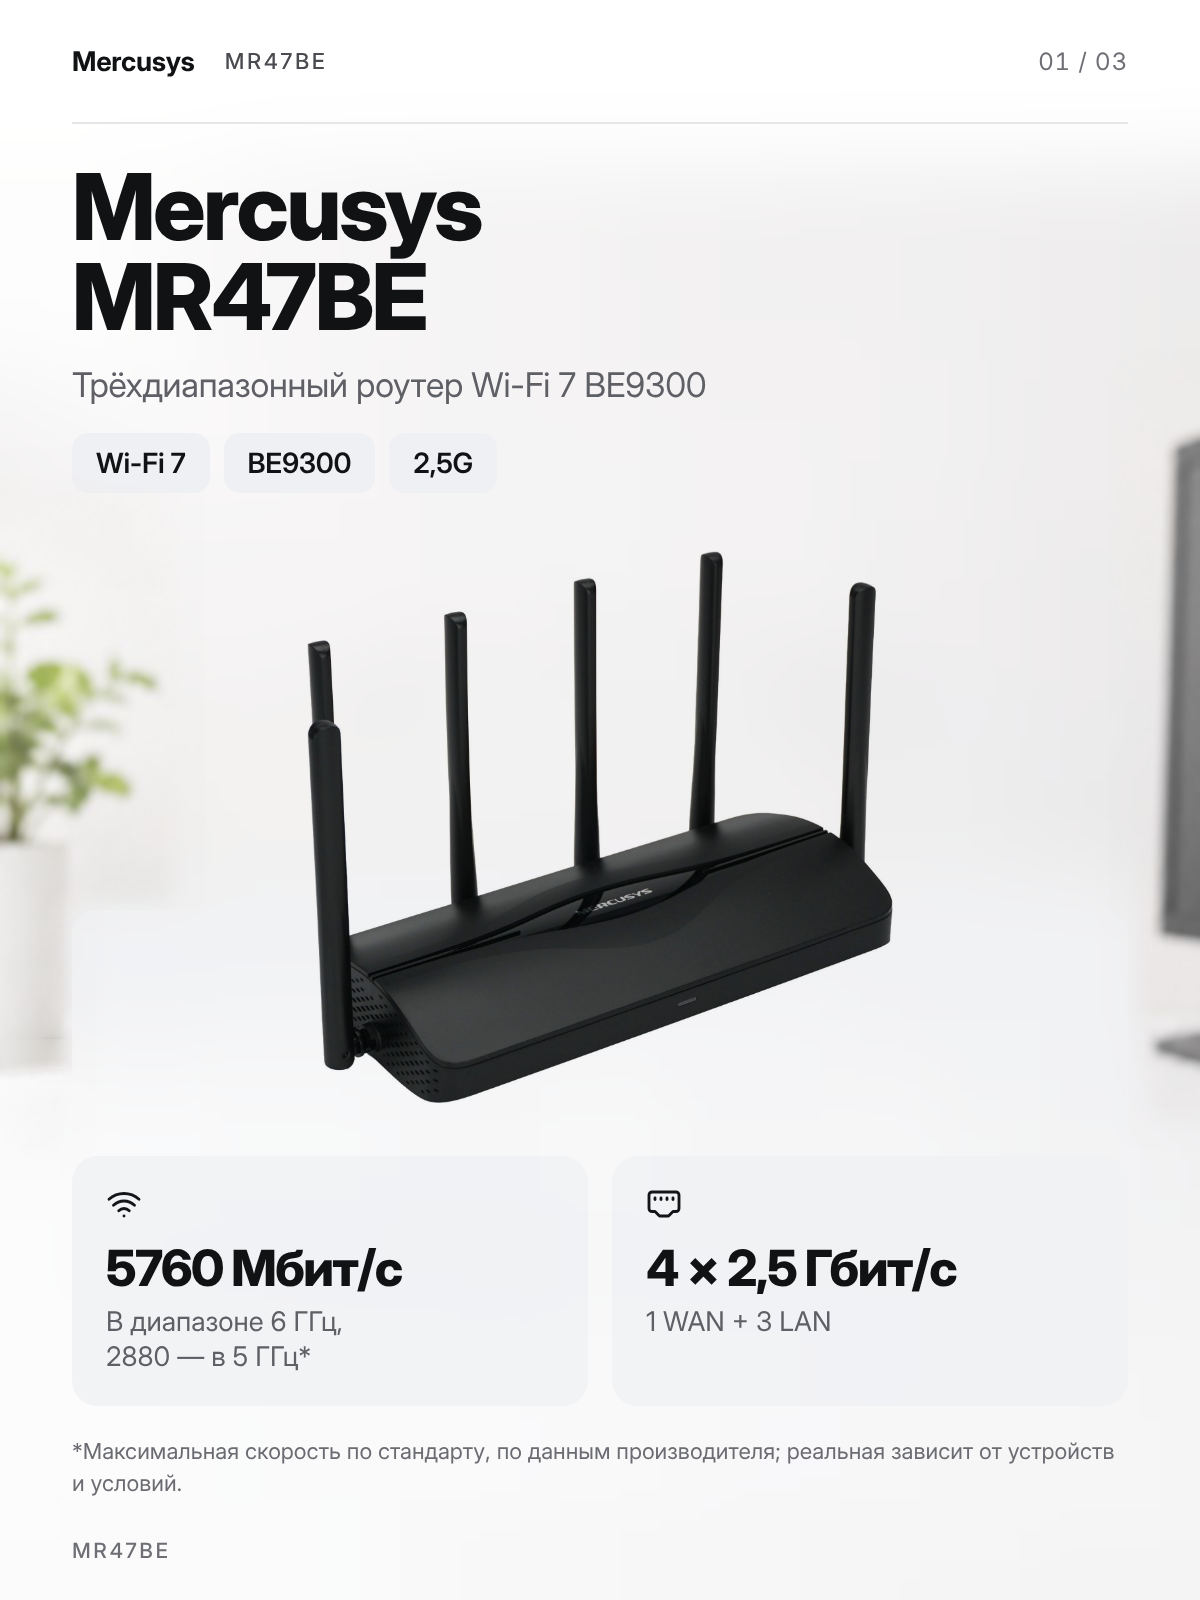 Mercusys MR47BE 01 / 03
Mercusys
MR47BE
Трёхдиапазонный роутер Wi-Fi 7 BE9300
Wi-Fi 7 BE9300 2,5G
MERCUSYS
5760 Мбит/с
В диапазоне 6 ГГц,
2880 — в 5 ГГц*
4 × 2,5 Гбит/с
1 WAN + 3 LAN
*Максимальная скорость по стандарту, по данным производителя; реальная зависит от устройств
и условий.
MR47BE